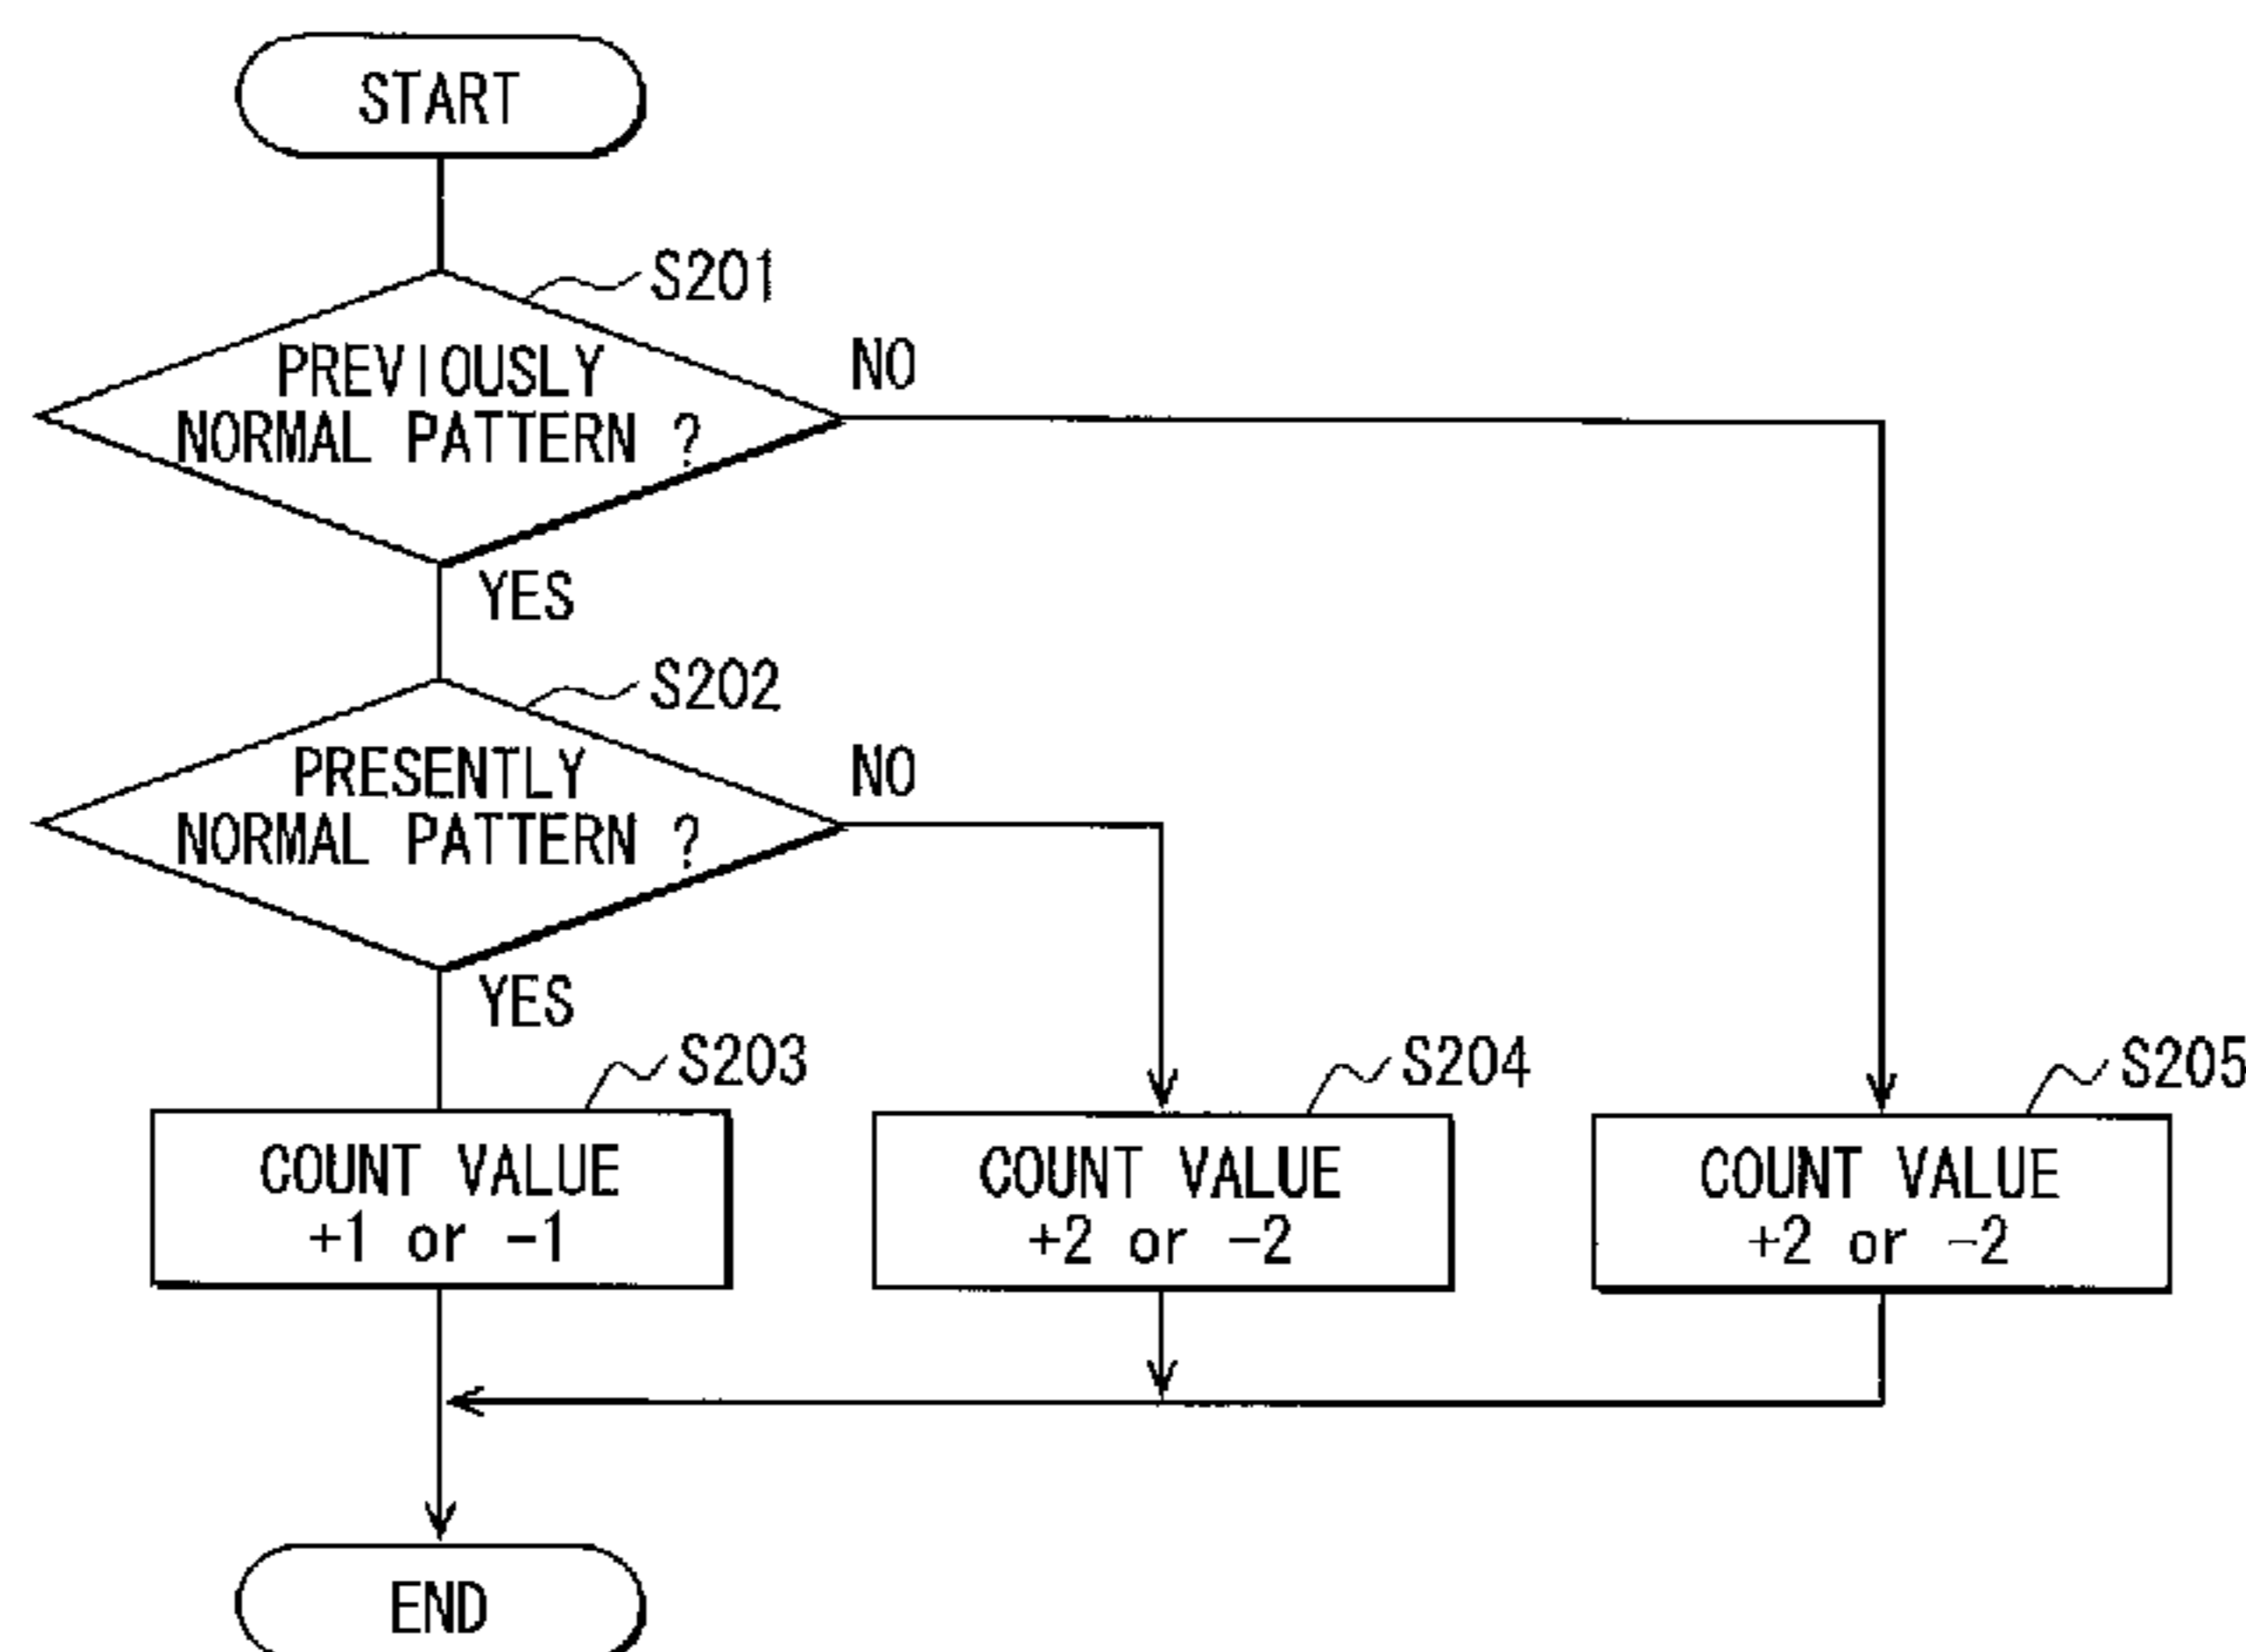 START
S201
PREVIOUSLY
NORMAL PATTERN ?
NO
YES
S202
PRESENTLY
NORMAL PATTERN ?
NO
YES
S203
COUNT VALUE
+1 or -1
S204
COUNT VALUE
+2 or -2
S205
COUNT VALUE
+2 or -2
END